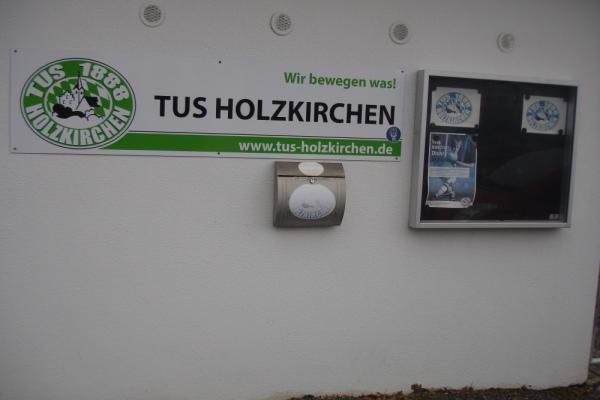 TUS 1888
HOLZKIRCHEN
Wir bewegen was!
TUS HOLZKIRCHEN
www.tus-holzkirchen.de